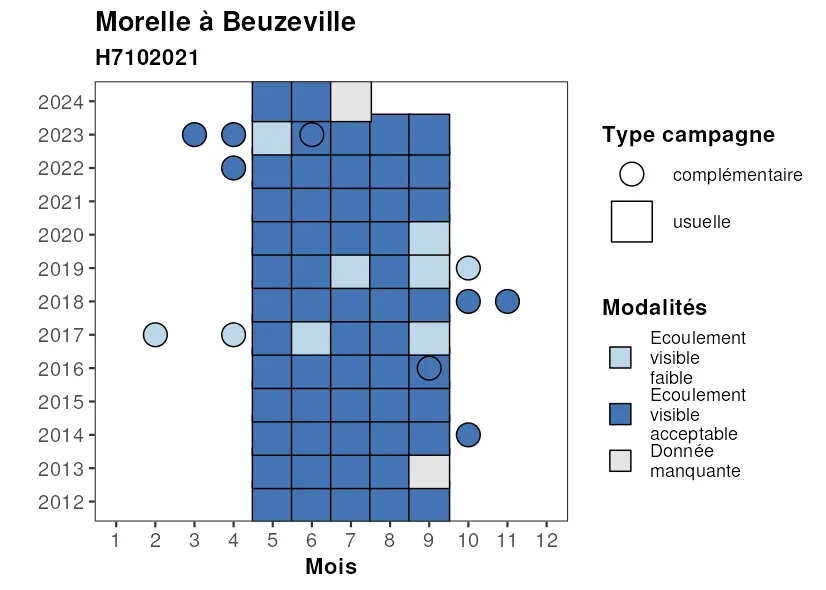 Morelle à Beuzeville
H7102021
2024
2023
2022
2021
2020
2019
2018
2017
2016
2015
2014
2013
2012
1 2 3 4 5 6 7 8 9 10 11 12
Mois
Type campagne
complémentaire
usuelle
Modalités
Ecoulement
visible
faible
Ecoulement
visible
acceptable
Donnée
manquante